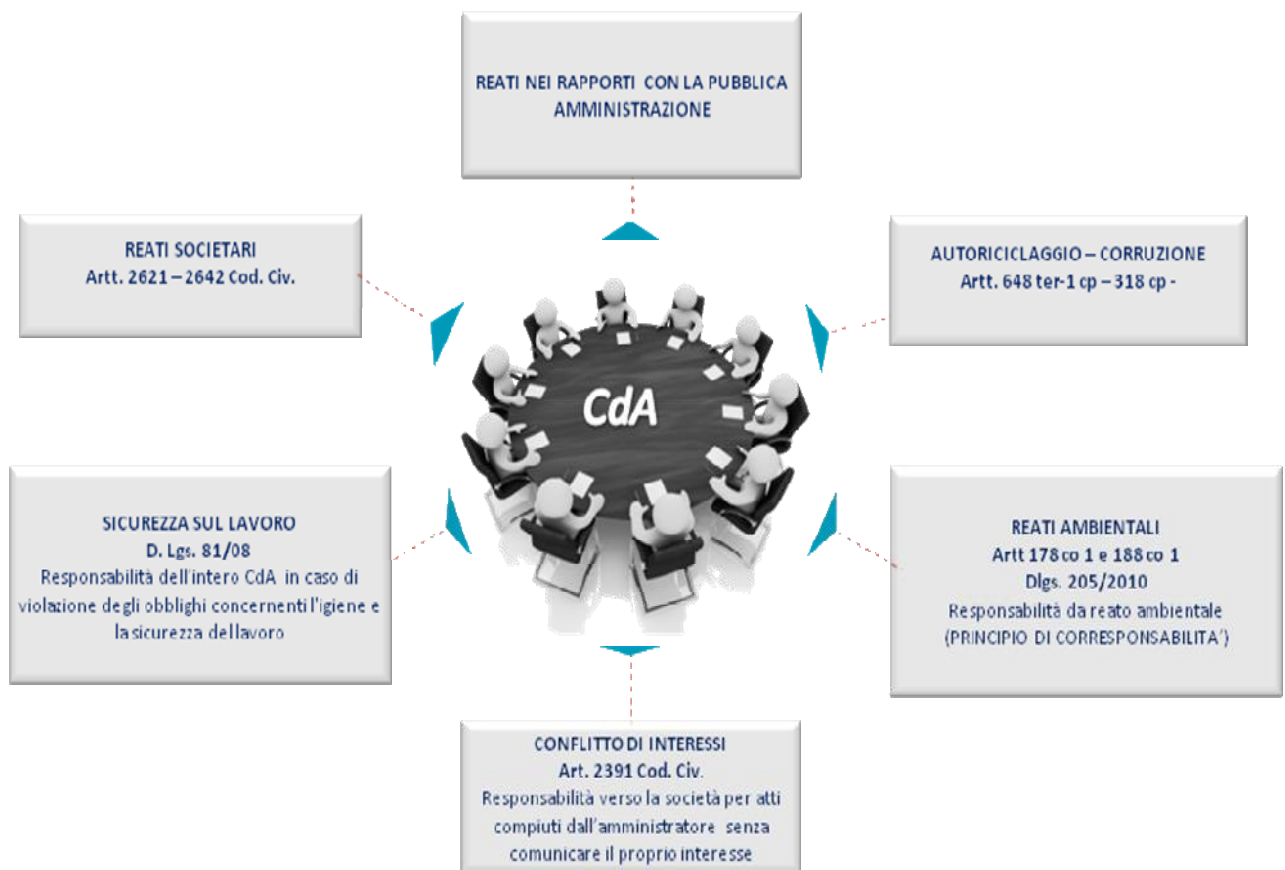 REATI NEI RAPPORTI CON LA PUBBLICA
AMMINISTRAZIONE
REATI SOCIETARI
Artt. 2621 – 2642 Cod. Civ.
AUTORICICLAGGIO – CORRUZIONE
Artt. 648 ter-1 cp – 318 cp -
CdA
SICUREZZA SUL LAVORO
D. Lgs. 81/08
Responsabilità dell'intero CdA in caso di
violazione degli obblighi concernenti l'igiene e
la sicurezza del lavoro
REATI AMBIENTALI
Artt 178 co 1 e 188 co 1
Dlgs. 205/2010
Responsabilità da reato ambientale
(PRINCIPIO DI CORRESPONSABILITA')
CONFLITTO DI INTERESSI
Art. 2391 Cod. Civ.
Responsabilità verso la società per atti
compiuti dall'amministratore senza
comunicare il proprio interesse